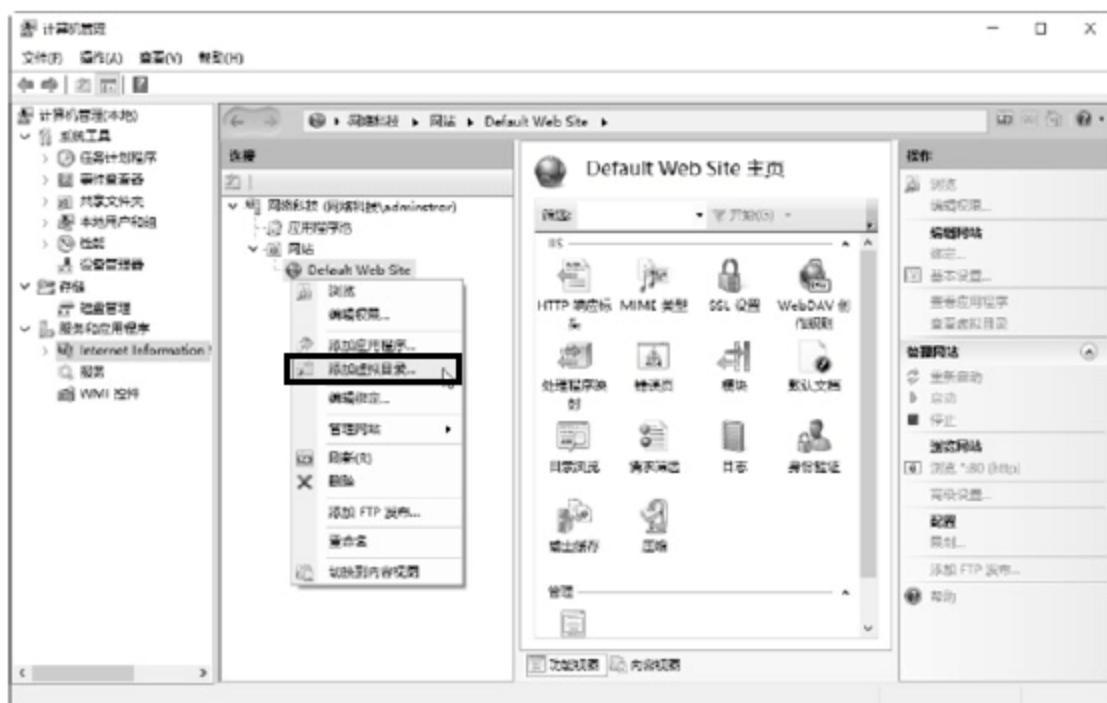 计算机管理
文件(F) 操作(A) 查看(V) 帮助(H)
计算机管理(本地)
系统工具
任务计划程序
事件查看器
共享文件夹
本地用户和组
性能
设备管理器
存储
磁盘管理
服务和应用程序
Internet Information
服务
WMI 控件
网络科技 网站 Default Web Site
连接
网络科技 (网络科技\adminstror)
应用程序池
网站
Default Web Site
浏览
编辑权限...
添加应用程序...
添加虚拟目录...
编辑绑定...
管理网站
刷新(R)
删除
添加 FTP 发布...
重命名
切换到内容视图
Default Web Site 主页
筛选: 开始(G)
IIS
HTTP 响应标头
MIME 类型
SSL 设置
WebDAV 创作规则
处理程序映射
错误页
模块
默认文档
目录浏览
请求筛选
日志
身份验证
输出缓存
压缩
管理
功能视图 内容视图
操作
浏览
编辑权限...
编辑网站
绑定...
基本设置...
查看应用程序
查看虚拟目录
管理网站
重新启动
启动
停止
浏览网站
浏览 *:80 (http)
高级设置...
配置
限制...
添加 FTP 发布...
帮助